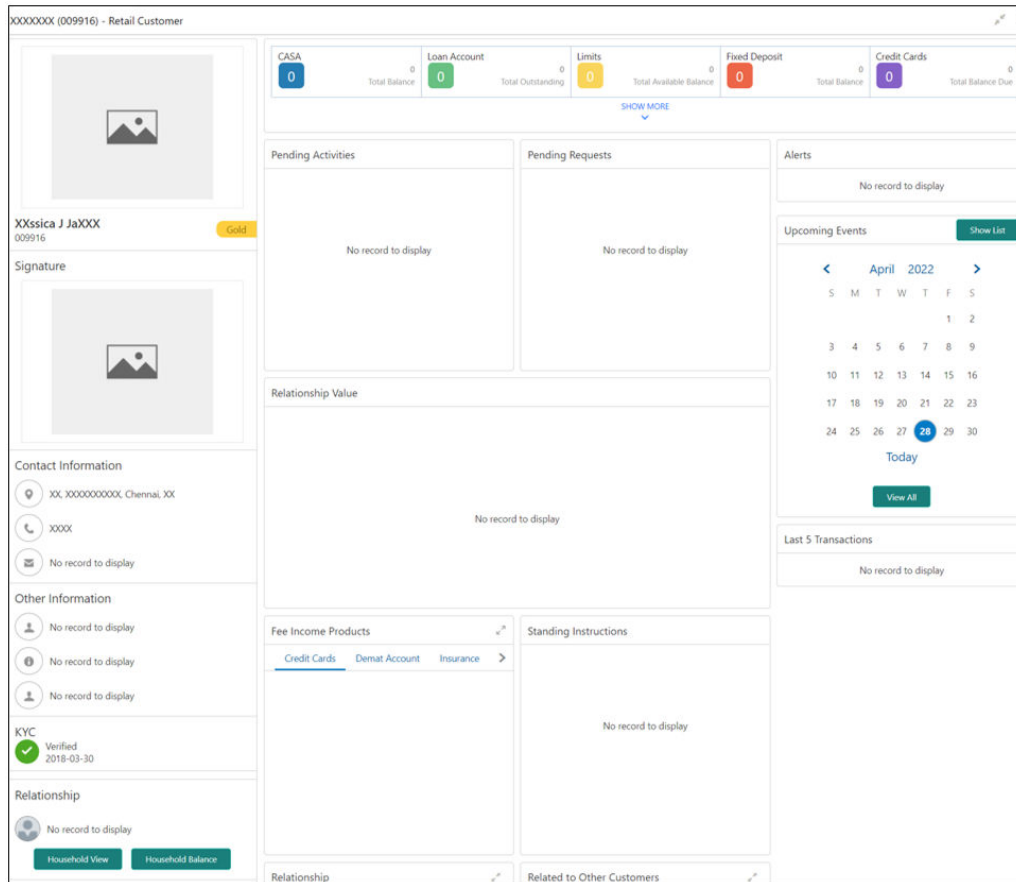 XXXXXXX (009916) - Retail Customer
XXssica J JaXXX
009916
Gold
Signature
Contact Information
XX, XXXXXXXXXX, Chennai, XX
XXXX
No record to display
Other Information
No record to display
No record to display
No record to display
KYC
Verified
2018-03-30
Relationship
No record to display
Household View Household Balance
CASA
0
0
Total Balance
Loan Account
0
0
Total Outstanding
Limits
0
0
Total Available Balance
Fixed Deposit
0
0
Total Balance
Credit Cards
0
0
Total Balance Due
SHOW MORE
Pending Activities
No record to display
Pending Requests
No record to display
Relationship Value
No record to display
Fee Income Products
Credit Cards Demat Account Insurance
Standing Instructions
No record to display
Relationship
Related to Other Customers
Alerts
No record to display
Upcoming Events
Show List
April 2022
S M T W T F S
1 2
3 4 5 6 7 8 9
10 11 12 13 14 15 16
17 18 19 20 21 22 23
24 25 26 27 28 29 30
Today
View All
Last 5 Transactions
No record to display